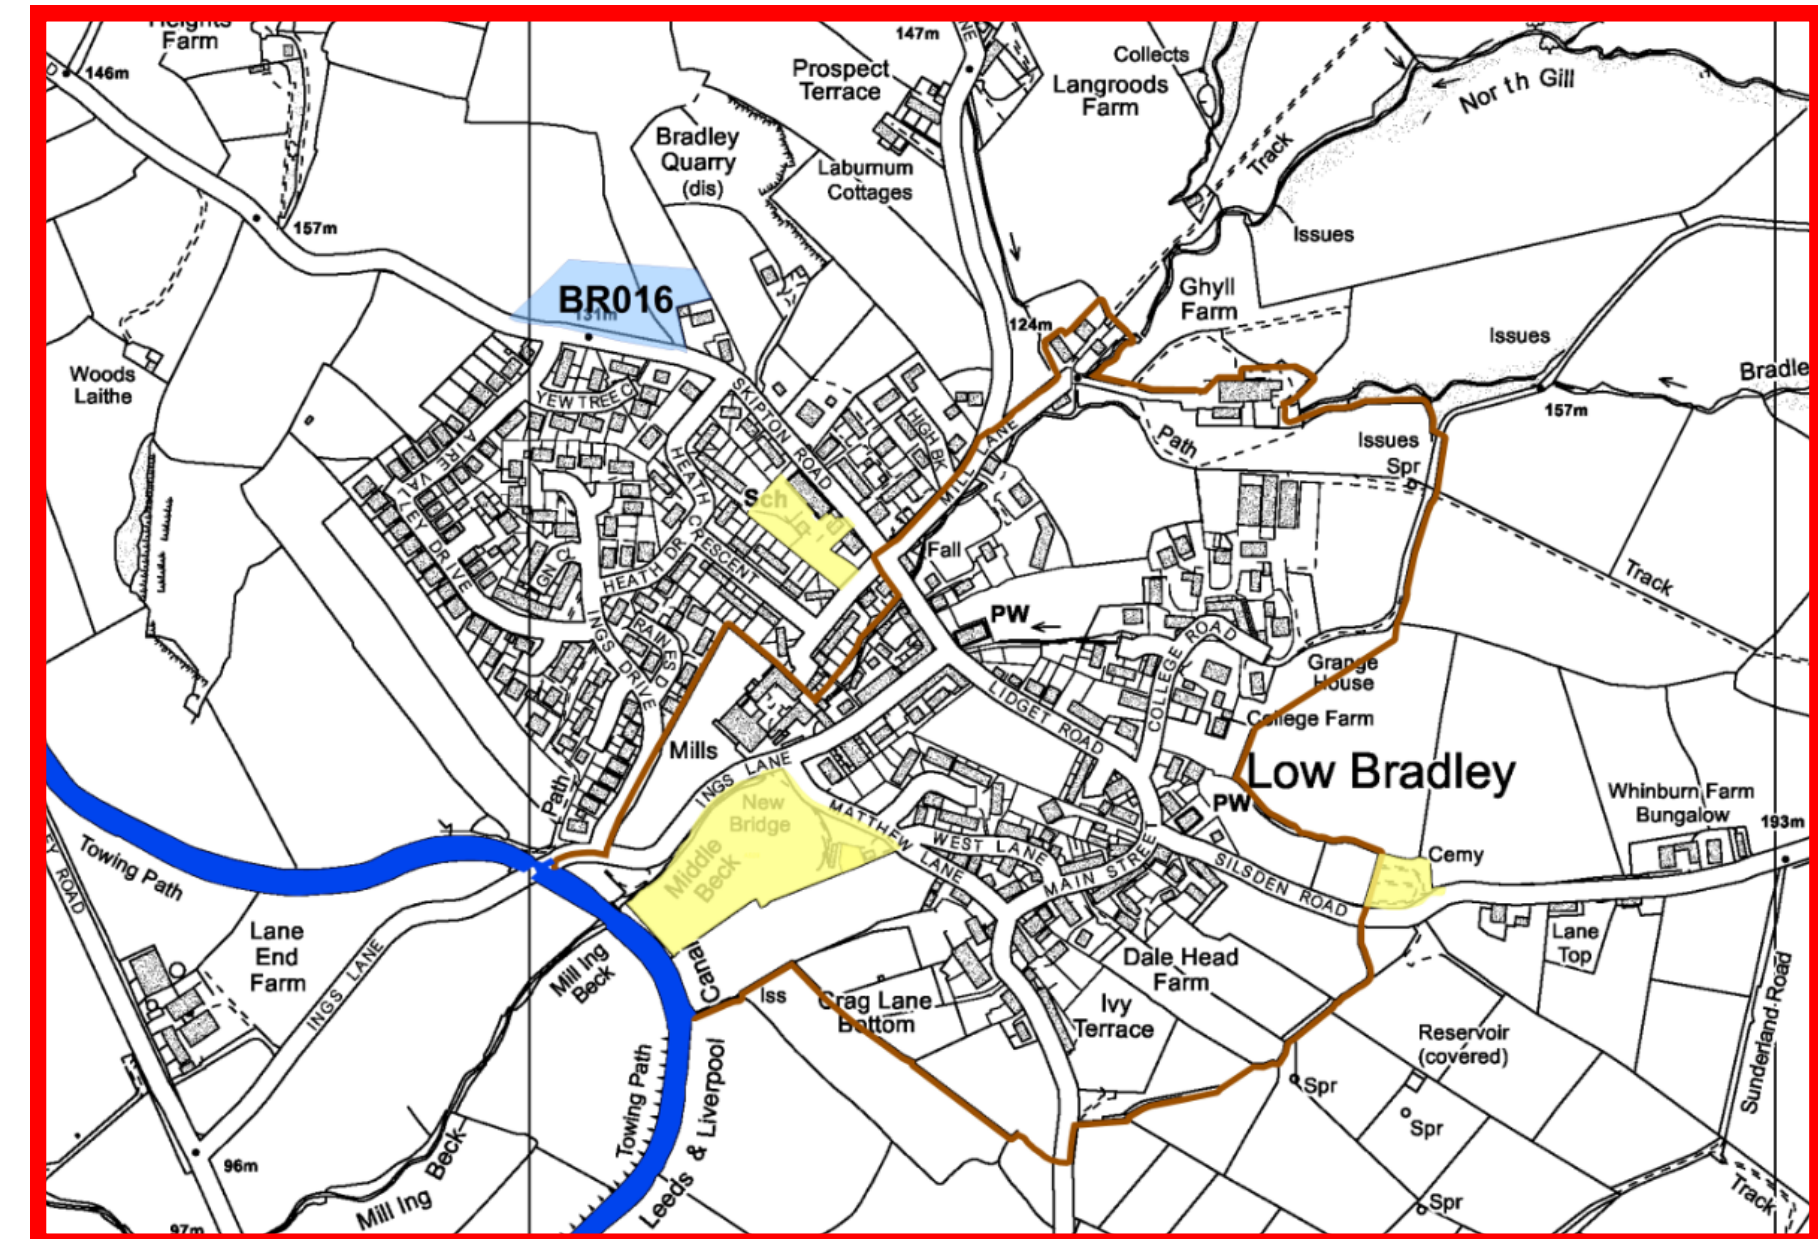 Heights
Farm
146m
157m
147m
Prospect
Terrace
Collects
Langroods
Farm
North Gill
Track
Bradley
Quarry
(dis)
Laburnum
Cottages
Issues
BR016
131m
Ghyll
Farm
124m
Issues
Woods
Laithe
157m
YEW TREE
SKIPTON ROAD
HIGH BK
MILL LANE
Path
Issues
Spr
AREVALLEY DRIVE
HEATH CRESCENT
Sch
HEATH DR
Fall
Track
INGS DRIVE
RAINES
PW
COLLEGE ROAD
Grange
House
LIDGET ROAD
College Farm
Mills
Low Bradley
INGS LANE
New
Bridge
MATTHEW LANE
PW
Whinburn Farm
Bungalow
193m
Path
Towing Path
Middle
Beck
WEST LANE
MAIN STREET
SILSDEN ROAD
Cemy
EY ROAD
Lane
End
Farm
INGS LANE
Mill Ing
Beck
Canal
Iss
Crag Lane
Bottom
Dale Head
Farm
Ivy
Terrace
Lane
Top
Reservoir
(covered)
Sunderland Road
Spr
Spr
Spr
Towing Path
Leeds & Liverpool
96m
Mill Ing Beck
97m
Track